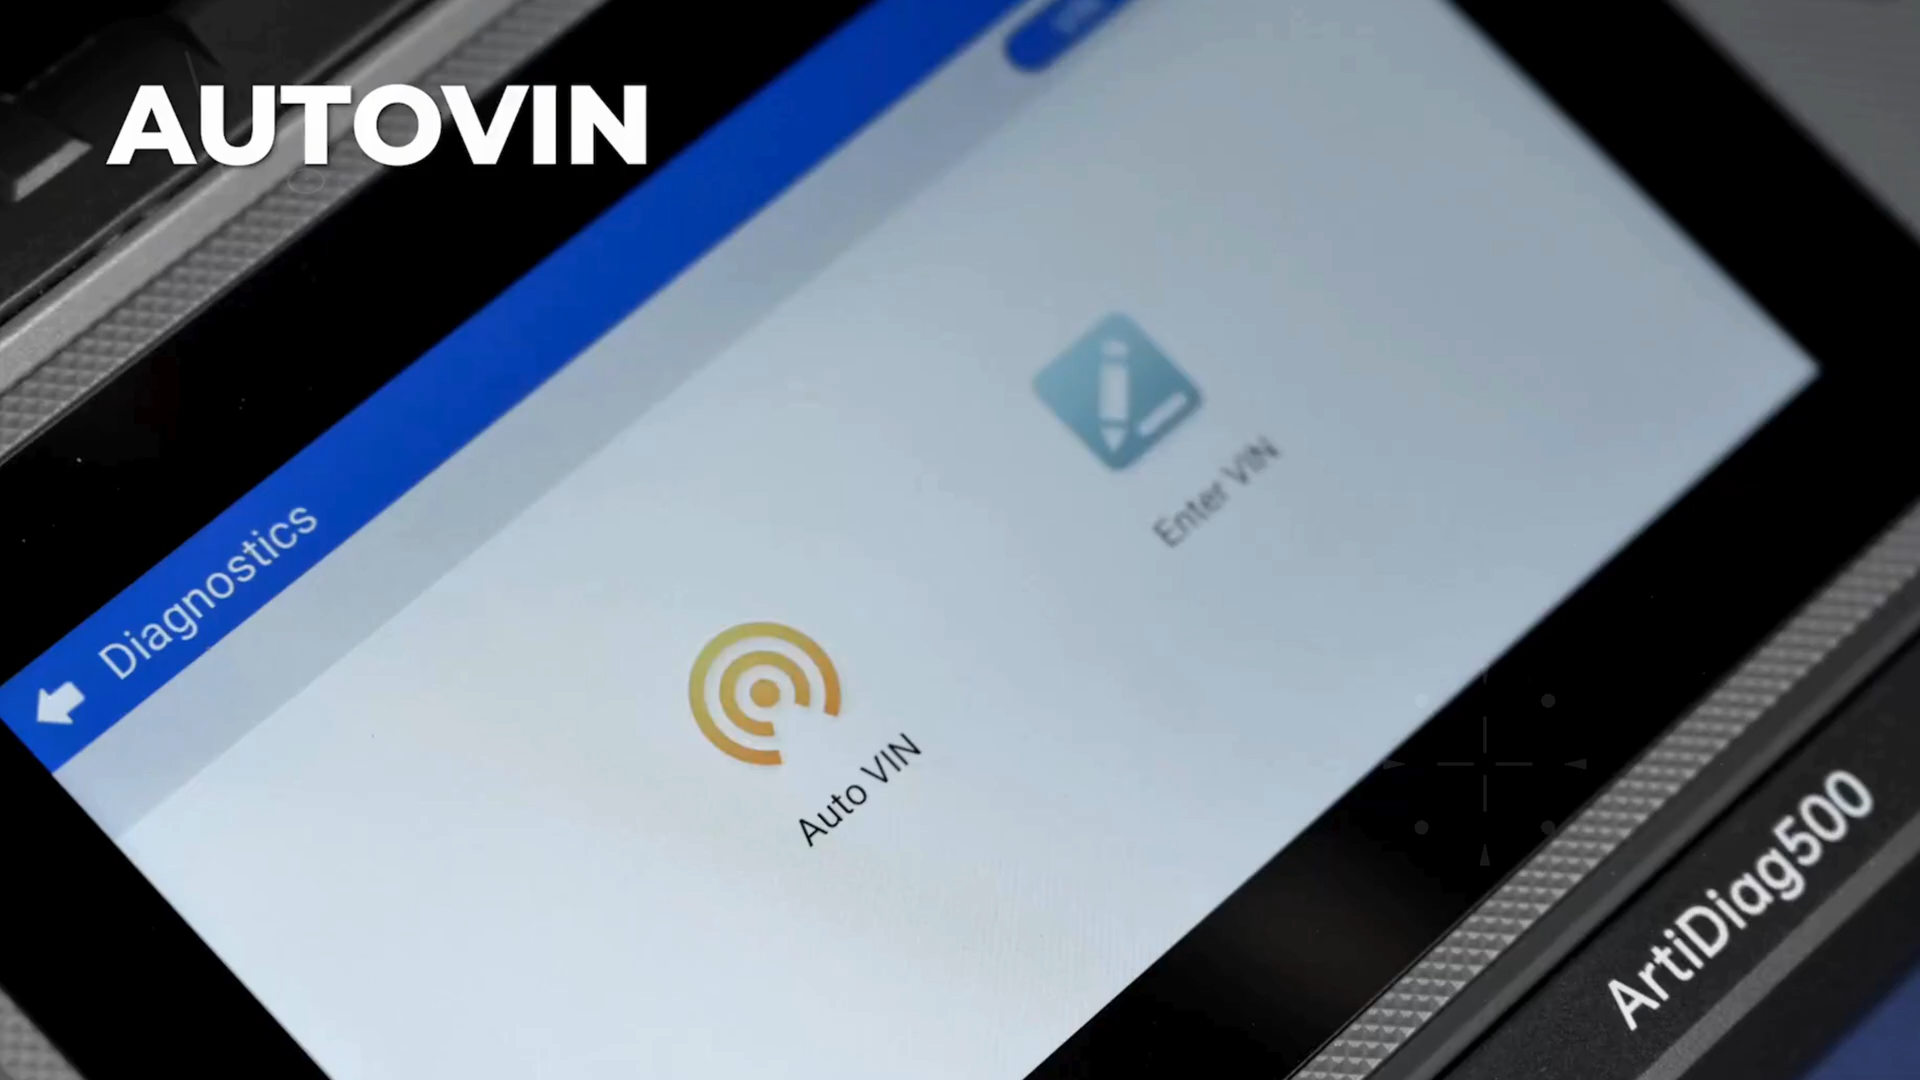 AUTOVIN
Diagnostics
Enter VIN
Auto VIN
ArtiDiag500